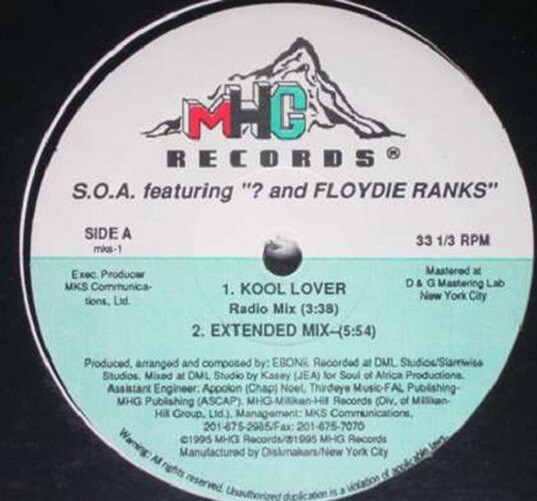 MHG
RECORDS®
S.O.A. featuring "? and FLOYDIE RANKS"
SIDE A
mks-1
33 1/3 RPM
Exec. Producer
MKS Communica-
tions, Ltd.
Mastered at
D & G Mastering Lab
New York City
1. KOOL LOVER
Radio Mix (3:38)
2. EXTENDED MIX-(5:54)
Produced, arranged and composed by: EBONii. Recorded at DML Studios/Slamwise
Studios. Mixed at DML Studio by Kasey (JEA) for Soul of Africa Productions.
Assistant Engineer: Appolon (Chap) Noel, Thirdeye Music-FAL Publishing-
MHG Publishing (ASCAP). MHG-Milliken-Hill Records (Div. of Milliken-
Hill Group, Ltd.). Management: MKS Communications,
201-675-2985/Fax: 201-675-7070
©1995 MHG Records/℗1995 MHG Records
Manufactured by Diskmakers/New York City
Warning: All rights reserved. Unauthorized duplication is a violation of applicable laws.